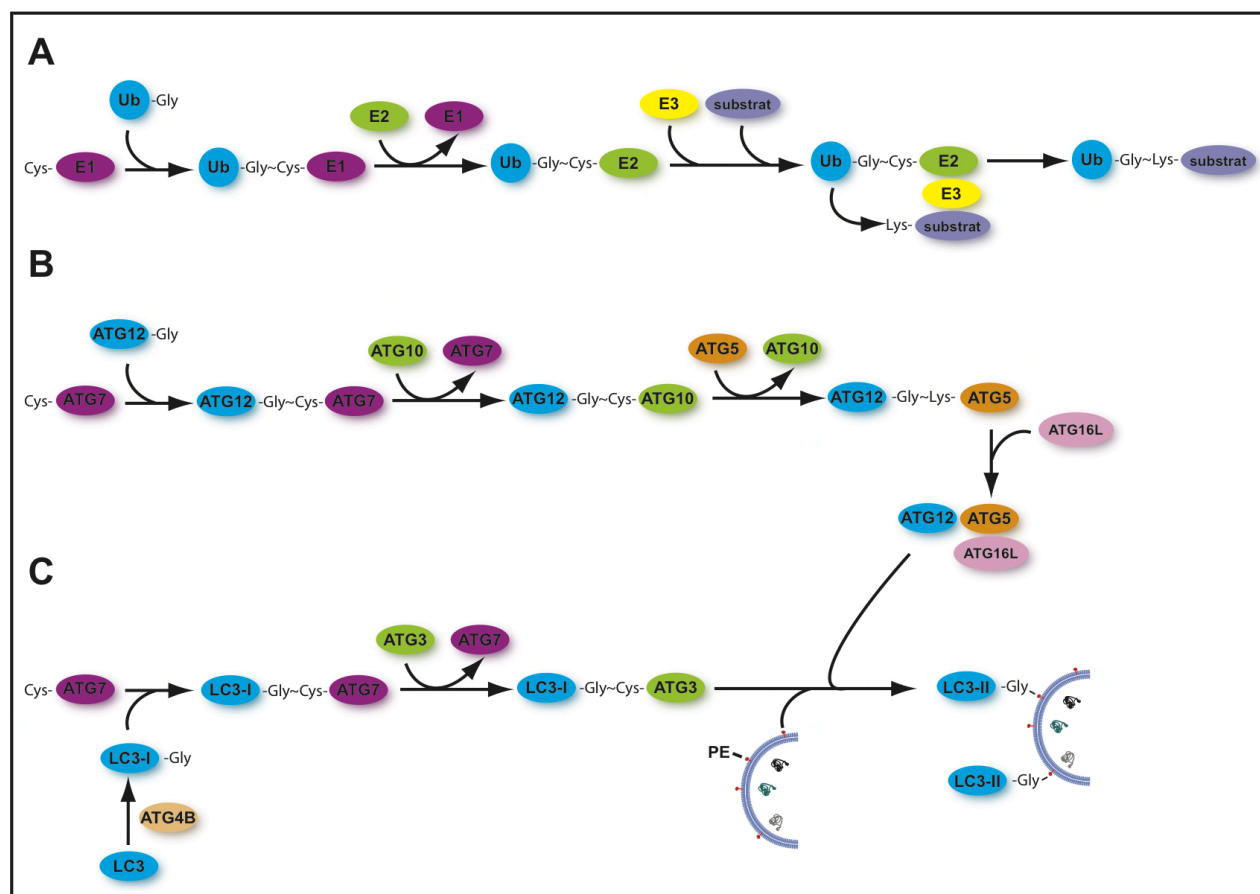 A
Ub -Gly
E2 E1
E3 substrat
Cys- E1
Ub -Gly~Cys- E1
Ub -Gly~Cys- E2
Ub -Gly~Cys- E2
Ub -Gly~Lys- substrat
E3
Lys- substrat
B
ATG12 -Gly
ATG10 ATG7
ATG5 ATG10
Cys- ATG7
ATG12 -Gly~Cys- ATG7
ATG12 -Gly~Cys- ATG10
ATG12 -Gly~Lys- ATG5
ATG16L
ATG12 ATG5
ATG16L
C
ATG3 ATG7
Cys- ATG7
LC3-I -Gly~Cys- ATG7
LC3-I -Gly~Cys- ATG3
LC3-II -Gly
LC3-I -Gly
PE
LC3-II -Gly
ATG4B
LC3